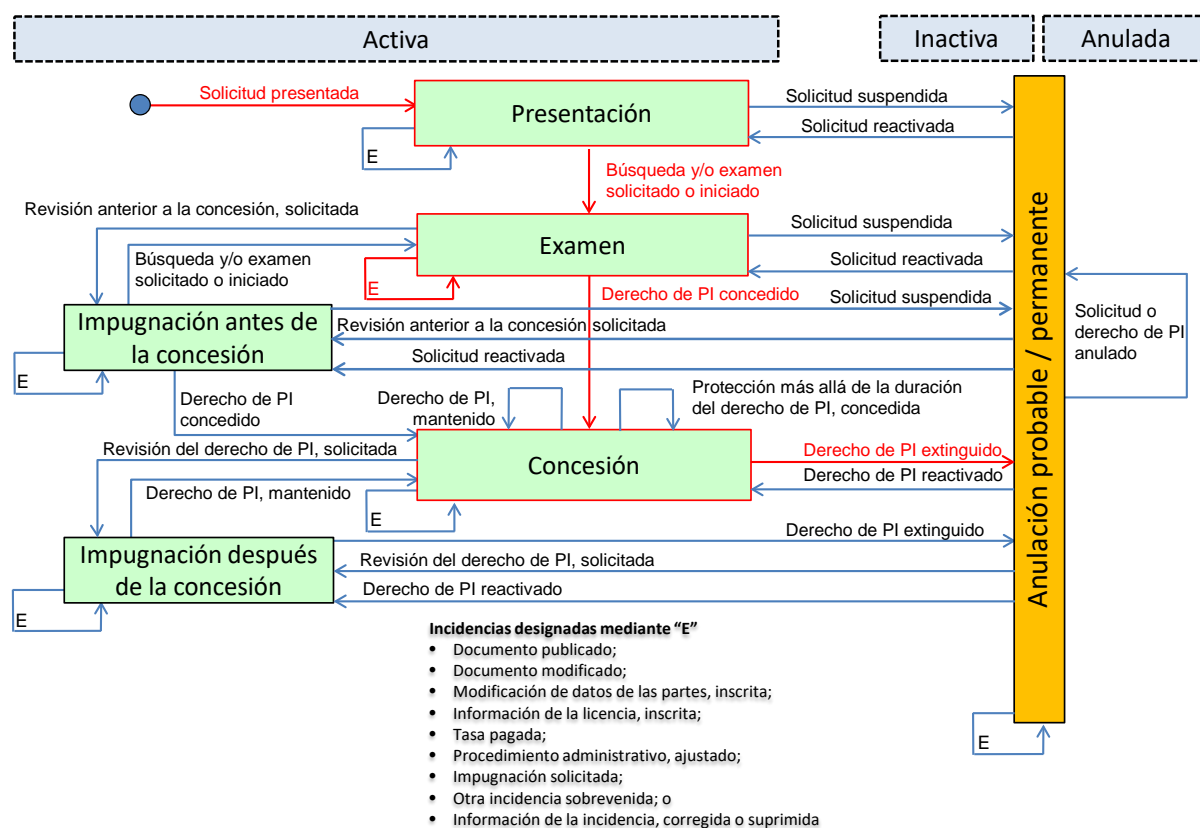 Activa
Inactiva
Anulada
Solicitud presentada
Presentación
Solicitud suspendida
Solicitud reactivada
E
Búsqueda y/o examen
solicitado o iniciado
Revisión anterior a la concesión, solicitada
Examen
Solicitud suspendida
Búsqueda y/o examen
solicitado o iniciado
Solicitud reactivada
E
Derecho de PI concedido
Solicitud suspendida
Solicitud o
derecho de PI
anulado
Impugnación antes de
la concesión
Revisión anterior a la concesión solicitada
Solicitud reactivada
E
Derecho de PI
concedido
Derecho de PI,
mantenido
Protección más allá de la duración
del derecho de PI, concedida
Revisión del derecho de PI, solicitada
Concesión
Derecho de PI extinguido
Derecho de PI reactivado
Derecho de PI, mantenido
E
Derecho de PI extinguido
Impugnación después
de la concesión
Revisión del derecho de PI, solicitada
Derecho de PI reactivado
E
Anulación probable / permanente
E
Incidencias designadas mediante “E”
• Documento publicado;
• Documento modificado;
• Modificación de datos de las partes, inscrita;
• Información de la licencia, inscrita;
• Tasa pagada;
• Procedimiento administrativo, ajustado;
• Impugnación solicitada;
• Otra incidencia sobrevenida; o
• Información de la incidencia, corregida o suprimida